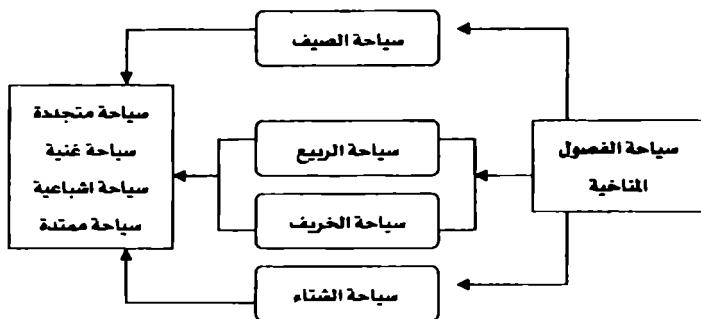 سياحة الصيف
سياحة الفصول
المناخية
سياحة الربيع
سياحة الخريف
سياحة الشتاء
سياحة متجددة
سياحة غنية
سياحة اشباعية
سياحة ممتدة